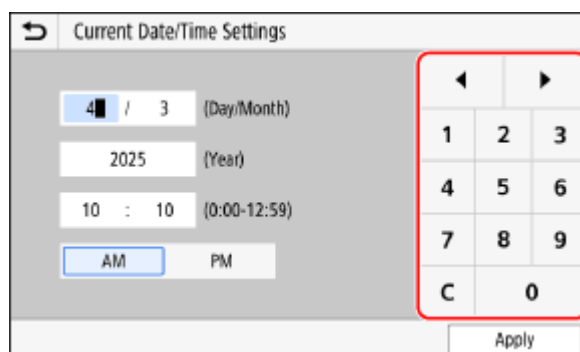 Current Date/Time Settings
4 / 3 (Day/Month)
2025 (Year)
10 : 10 (0:00-12:59)
AM PM
1 2 3
4 5 6
7 8 9
C 0
Apply